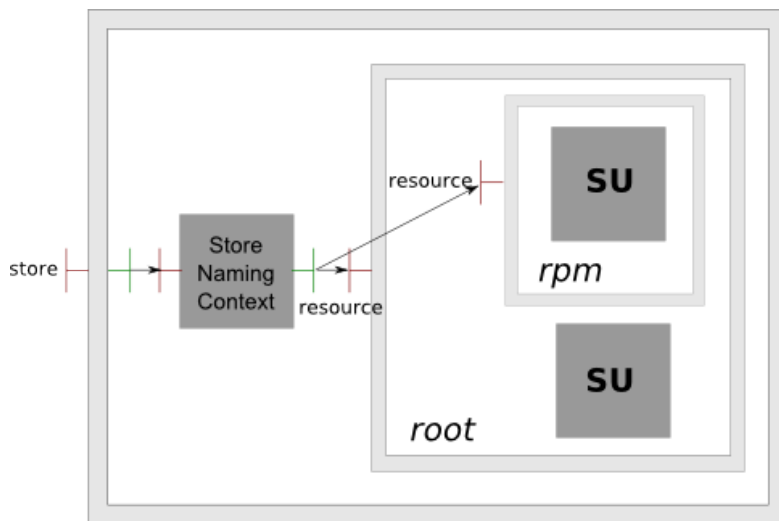 SU
resource
store
Store
Naming
Context
rpm
resource
SU
root